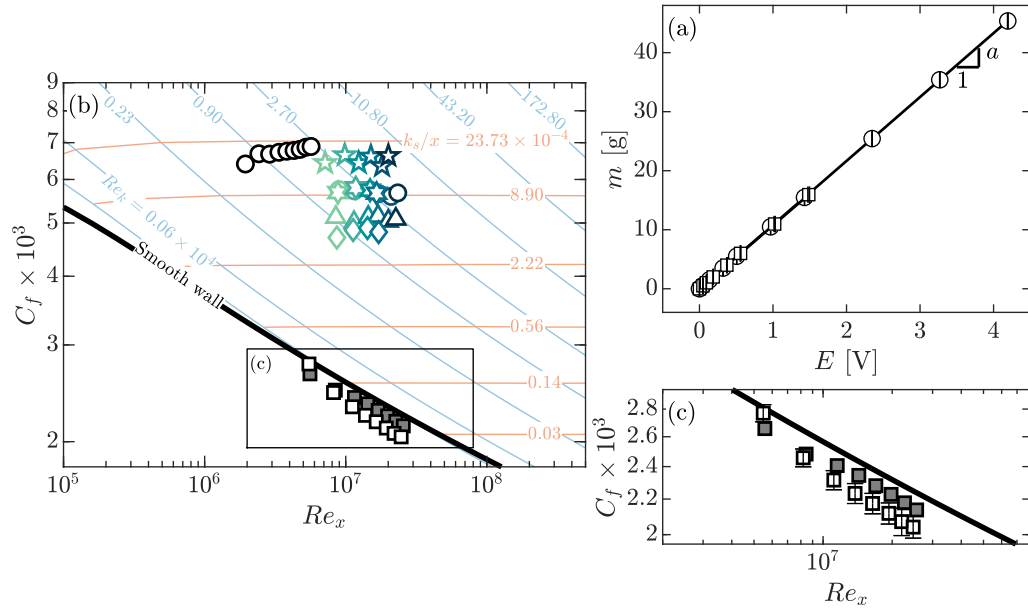 (a)
m [g]
40
30
20
10
0
a
1
0
1
2
3
4
E [V]
(b)
C_f × 10^3
9
8
7
6
5
4
3
2
0.23
0.90
2.70
10.80
43.20
172.80
k_s/x = 23.73 × 10^{-4}
8.90
2.22
0.56
0.14
0.03
Re_k = 0.06 × 10^4
Smooth wall
(c)
10^5
10^6
10^7
10^8
Re_x
(c)
C_f × 10^3
2.8
2.6
2.4
2.2
2
10^7
Re_x